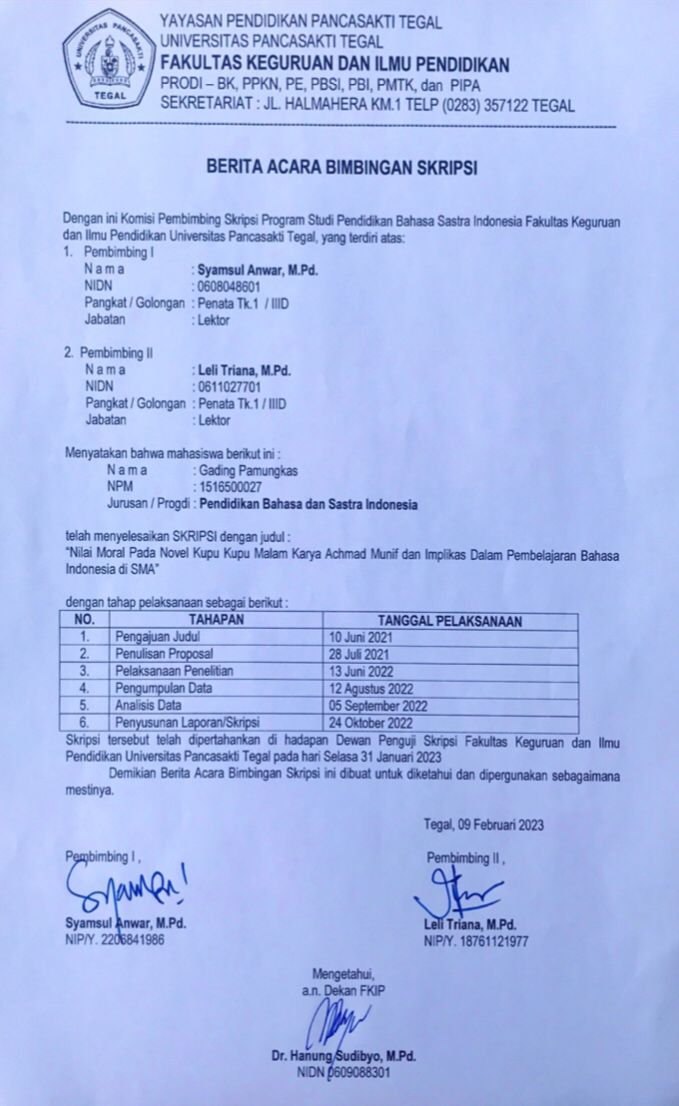 UNIVERSITAS PANCASAKTI
TEGAL
YAYASAN PENDIDIKAN PANCASAKTI TEGAL
UNIVERSITAS PANCASAKTI TEGAL
FAKULTAS KEGURUAN DAN ILMU PENDIDIKAN
PRODI – BK, PPKN, PE, PBSI, PBI, PMTK, dan PIPA
SEKRETARIAT : JL. HALMAHERA KM.1 TELP (0283) 357122 TEGAL
BERITA ACARA BIMBINGAN SKRIPSI
Dengan ini Komisi Pembimbing Skripsi Program Studi Pendidikan Bahasa Sastra Indonesia Fakultas Keguruan
dan Ilmu Pendidikan Universitas Pancasakti Tegal, yang terdiri atas:
1. Pembimbing I
N a m a : Syamsul Anwar, M.Pd.
NIDN : 0608048601
Pangkat / Golongan : Penata Tk.1 / IIID
Jabatan : Lektor
2. Pembimbing II
N a m a : Leli Triana, M.Pd.
NIDN : 0611027701
Pangkat / Golongan : Penata Tk.1 / IIID
Jabatan : Lektor
Menyatakan bahwa mahasiswa berikut ini :
N a m a : Gading Pamungkas
NPM : 1516500027
Jurusan / Progdi : Pendidikan Bahasa dan Sastra Indonesia
telah menyelesaikan SKRIPSI dengan judul :
“Nilai Moral Pada Novel Kupu Kupu Malam Karya Achmad Munif dan Implikas Dalam Pembelajaran Bahasa
Indonesia di SMA”
dengan tahap pelaksanaan sebagai berikut :
NO. TAHAPAN TANGGAL PELAKSANAAN
1. Pengajuan Judul 10 Juni 2021
2. Penulisan Proposal 28 Juli 2021
3. Pelaksanaan Penelitian 13 Juni 2022
4. Pengumpulan Data 12 Agustus 2022
5. Analisis Data 05 September 2022
6. Penyusunan Laporan/Skripsi 24 Oktober 2022
Skripsi tersebut telah dipertahankan di hadapan Dewan Penguji Skripsi Fakultas Keguruan dan Ilmu
Pendidikan Universitas Pancasakti Tegal pada hari Selasa 31 Januari 2023
Demikian Berita Acara Bimbingan Skripsi ini dibuat untuk diketahui dan dipergunakan sebagaimana
mestinya.
Tegal, 09 Februari 2023
Pembimbing I , Pembimbing II ,
Syamsul Anwar, M.Pd. Leli Triana, M.Pd.
NIP/Y. 2206841986 NIP/Y. 18761121977
Mengetahui,
a.n. Dekan FKIP
Dr. Hanung Sudibyo, M.Pd.
NIDN 0609088301